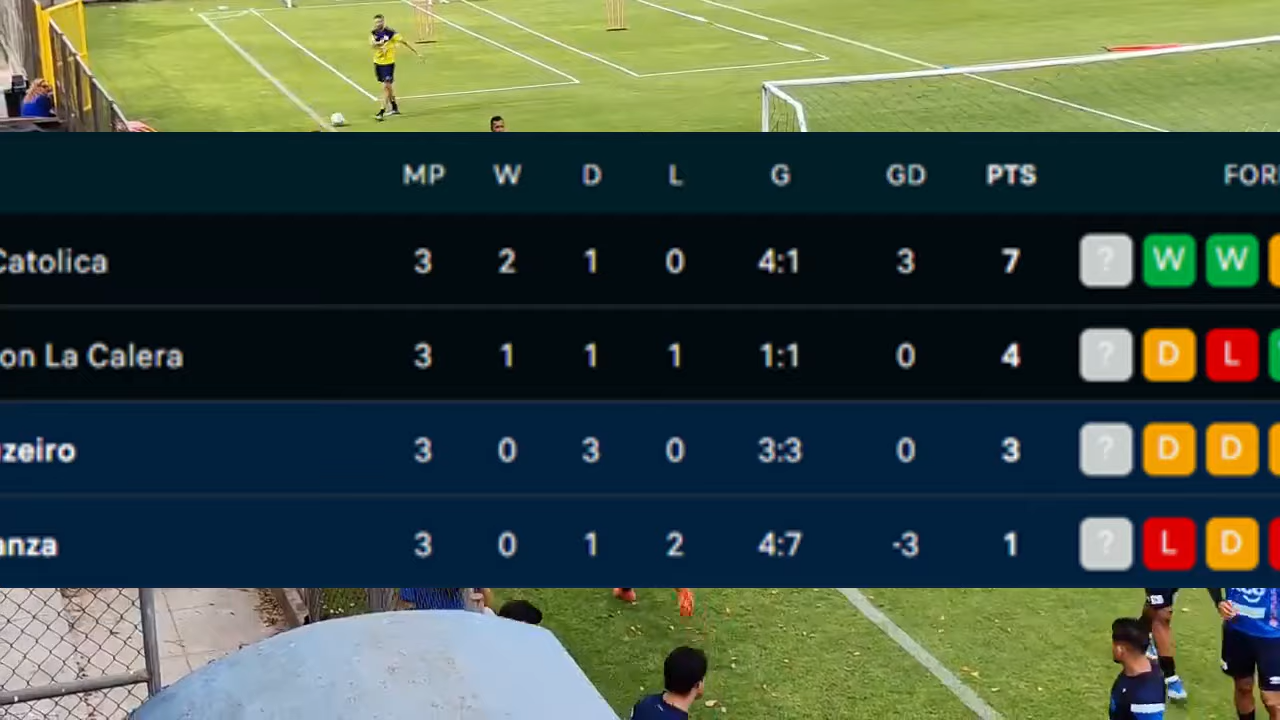 MP W D L G GD PTS FOR
Catolica 3 2 1 0 4:1 3 7 ? W W
on La Calera 3 1 1 1 1:1 0 4 ? D L
zeiro 3 0 3 0 3:3 0 3 ? D D
anza 3 0 1 2 4:7 -3 1 ? L D